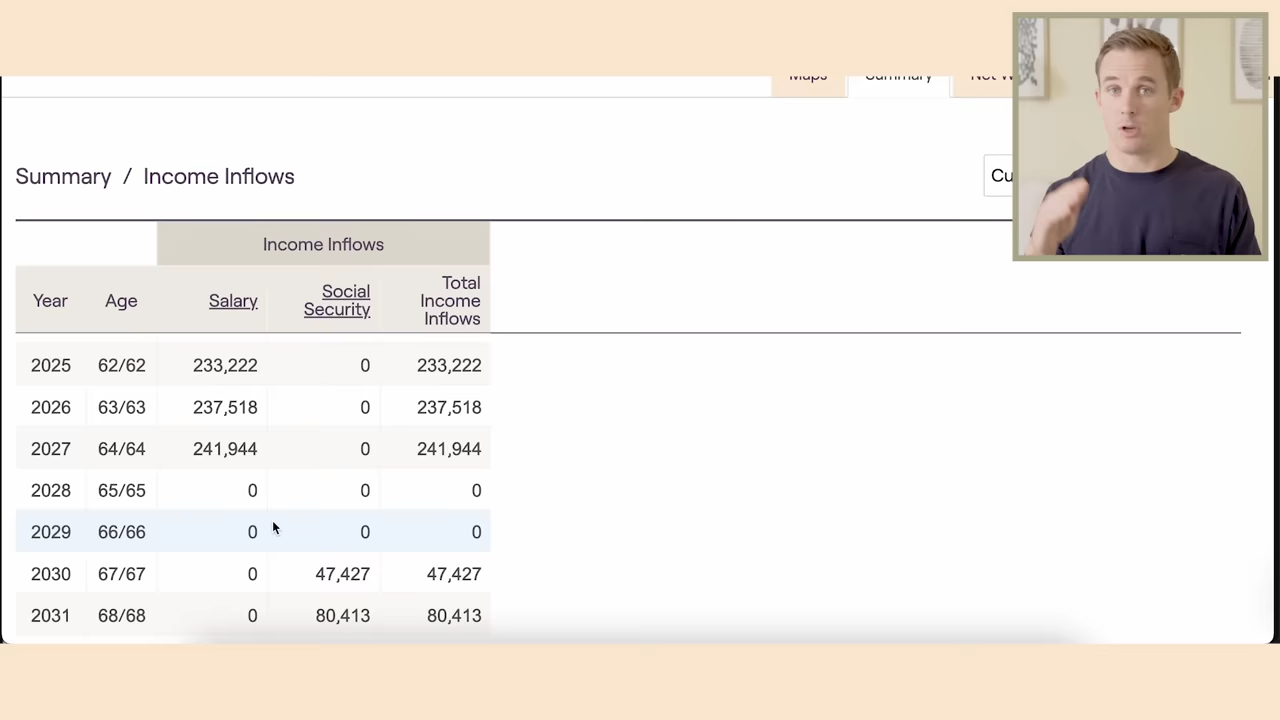 Maps Summary
Summary / Income Inflows
Cu
Income Inflows
Year Age Salary Social Security Total Income Inflows
2025 62/62 233,222 0 233,222
2026 63/63 237,518 0 237,518
2027 64/64 241,944 0 241,944
2028 65/65 0 0 0
2029 66/66 0 0 0
2030 67/67 0 47,427 47,427
2031 68/68 0 80,413 80,413